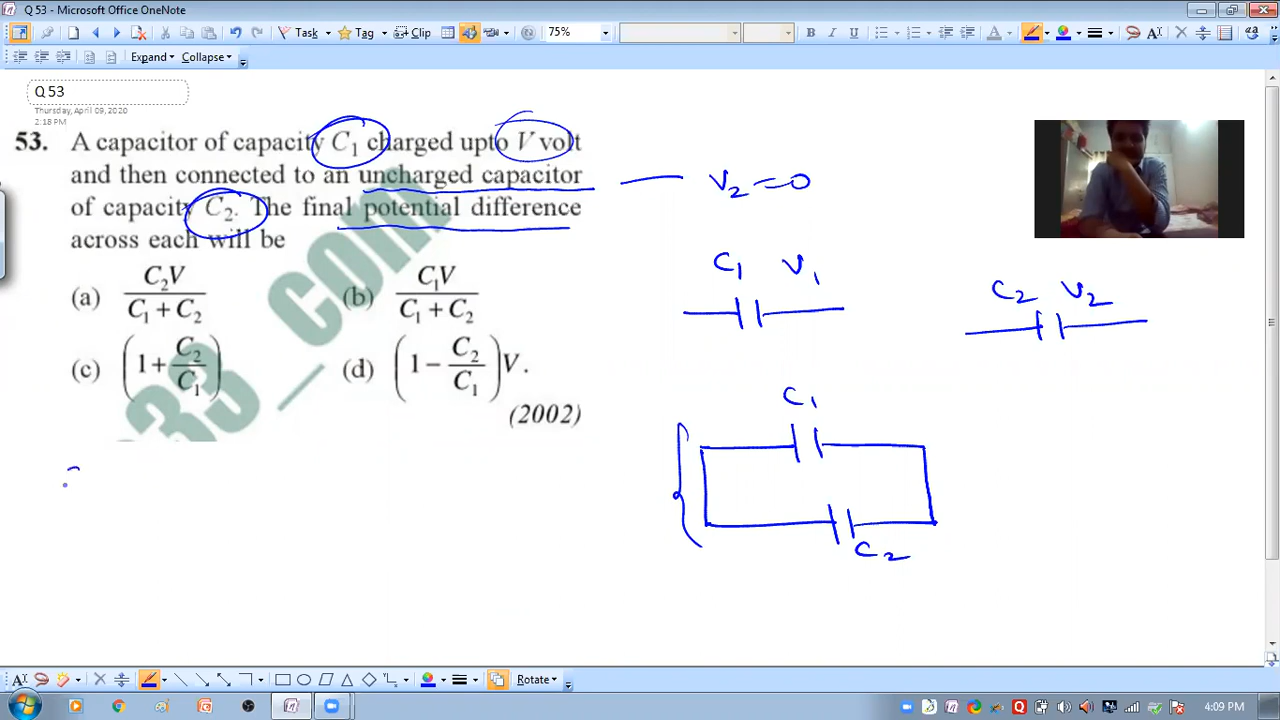 Q 53 - Microsoft Office OneNote
Task Tag Clip 75%
Expand Collapse
Q 53
Thursday, April 09, 2020
2:18 PM
53. A capacitor of capacity C₁ charged upto V volt
and then connected to an uncharged capacitor
of capacity C₂. The final potential difference
across each will be
(a) C₂V / C₁ + C₂ (b) C₁V / C₁ + C₂
(c) (1 + C₂/C₁) (d) (1 − C₂/C₁)V.
(2002)
V₂ = 0
C₁ V₁
C₂ V₂
C₁
C₂
Rotate
4:09 PM